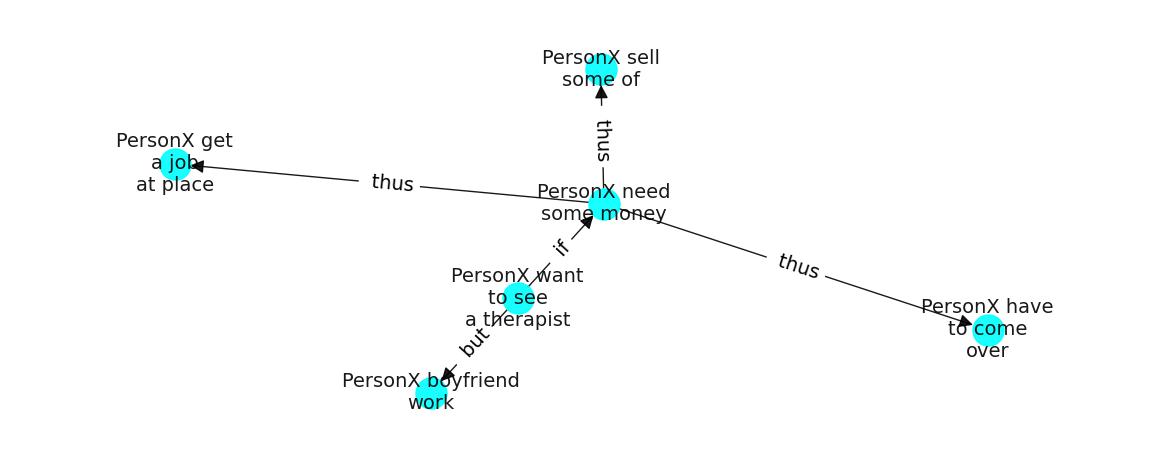 PersonX sell
some of
thus
PersonX get
a job
at place
thus
PersonX need
some money
if
thus
PersonX want
to see
a therapist
but
PersonX have
to come
over
PersonX boyfriend
work